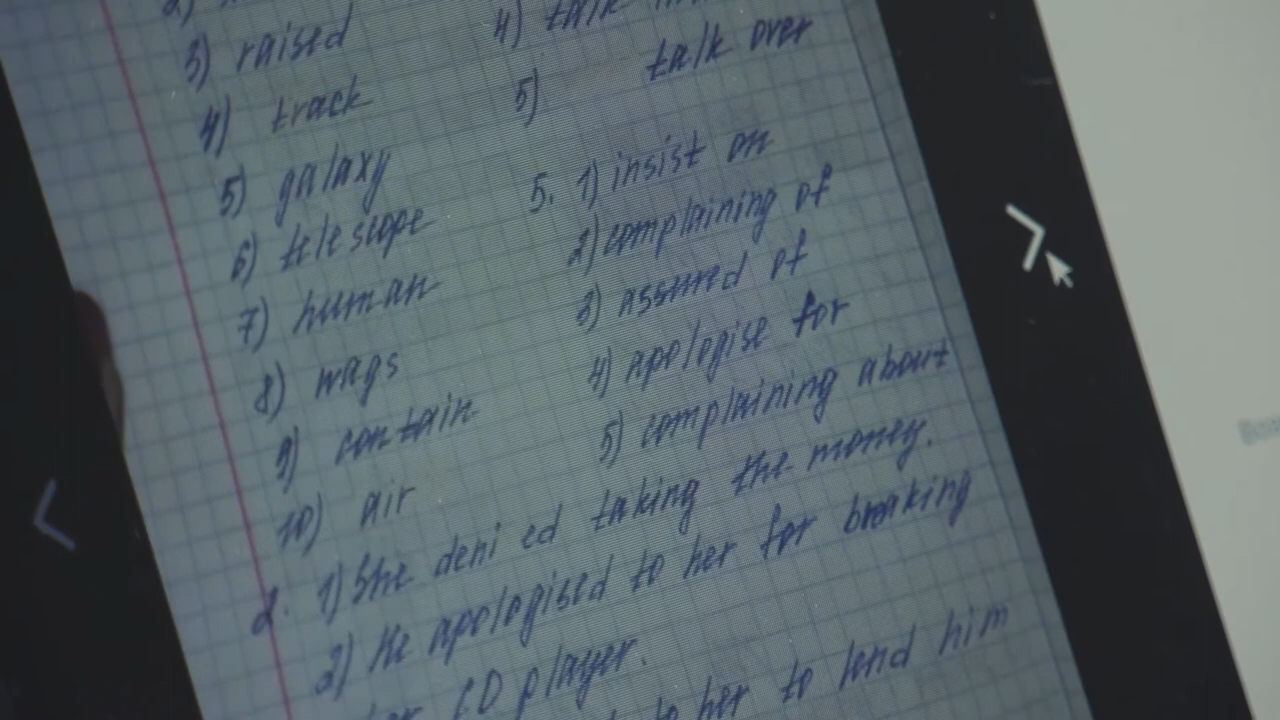 2)
3) raised
4) track
5) galaxy
6) telescope
7) human
8) ways
9) contain
10) air
4) talk
talk over
5)
5. 1) insist on
2) complaining of
3) assured of
4) apologise for
5) complaining about
2. 1) She denied taking the money.
2) He apologised to her for breaking
CD player.
to her to lend him